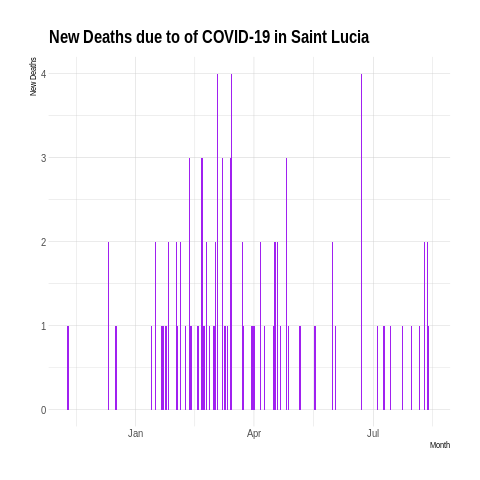 New Deaths due to of COVID-19 in Saint Lucia
New Deaths
4
3
2
1
0
Jan Apr Jul
Month